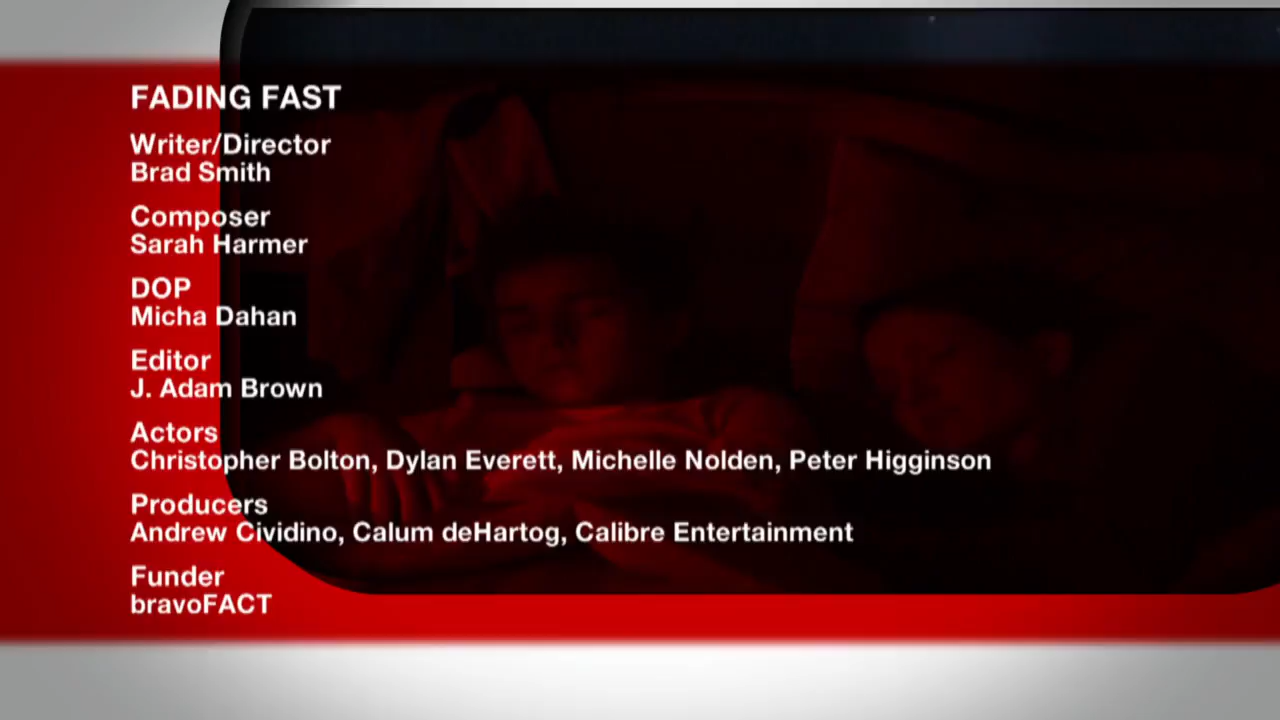 FADING FAST
Writer/Director
Brad Smith
Composer
Sarah Harmer
DOP
Micha Dahan
Editor
J. Adam Brown
Actors
Christopher Bolton, Dylan Everett, Michelle Nolden, Peter Higginson
Producers
Andrew Cividino, Calum deHartog, Calibre Entertainment
Funder
bravoFACT